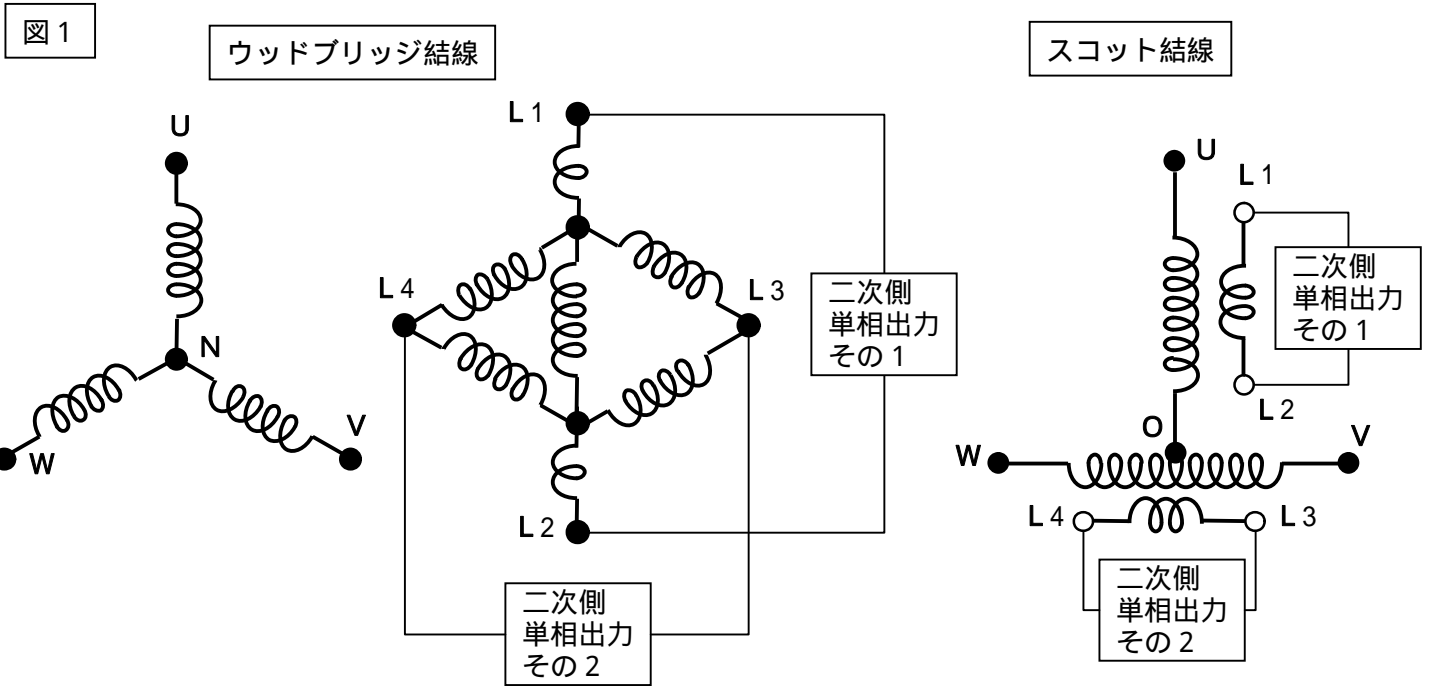 図1
ウッドブリッジ結線
スコット結線
U
N
W
V
L1
L4
L3
L2
二次側
単相出力
その1
二次側
単相出力
その2
U
L1
二次側
単相出力
その1
L2
O
W
V
L4
L3
二次側
単相出力
その2